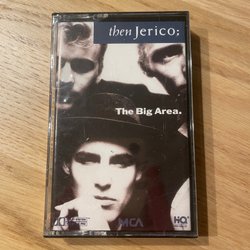 then Jerico;
The Big Area.
MCA
HQ